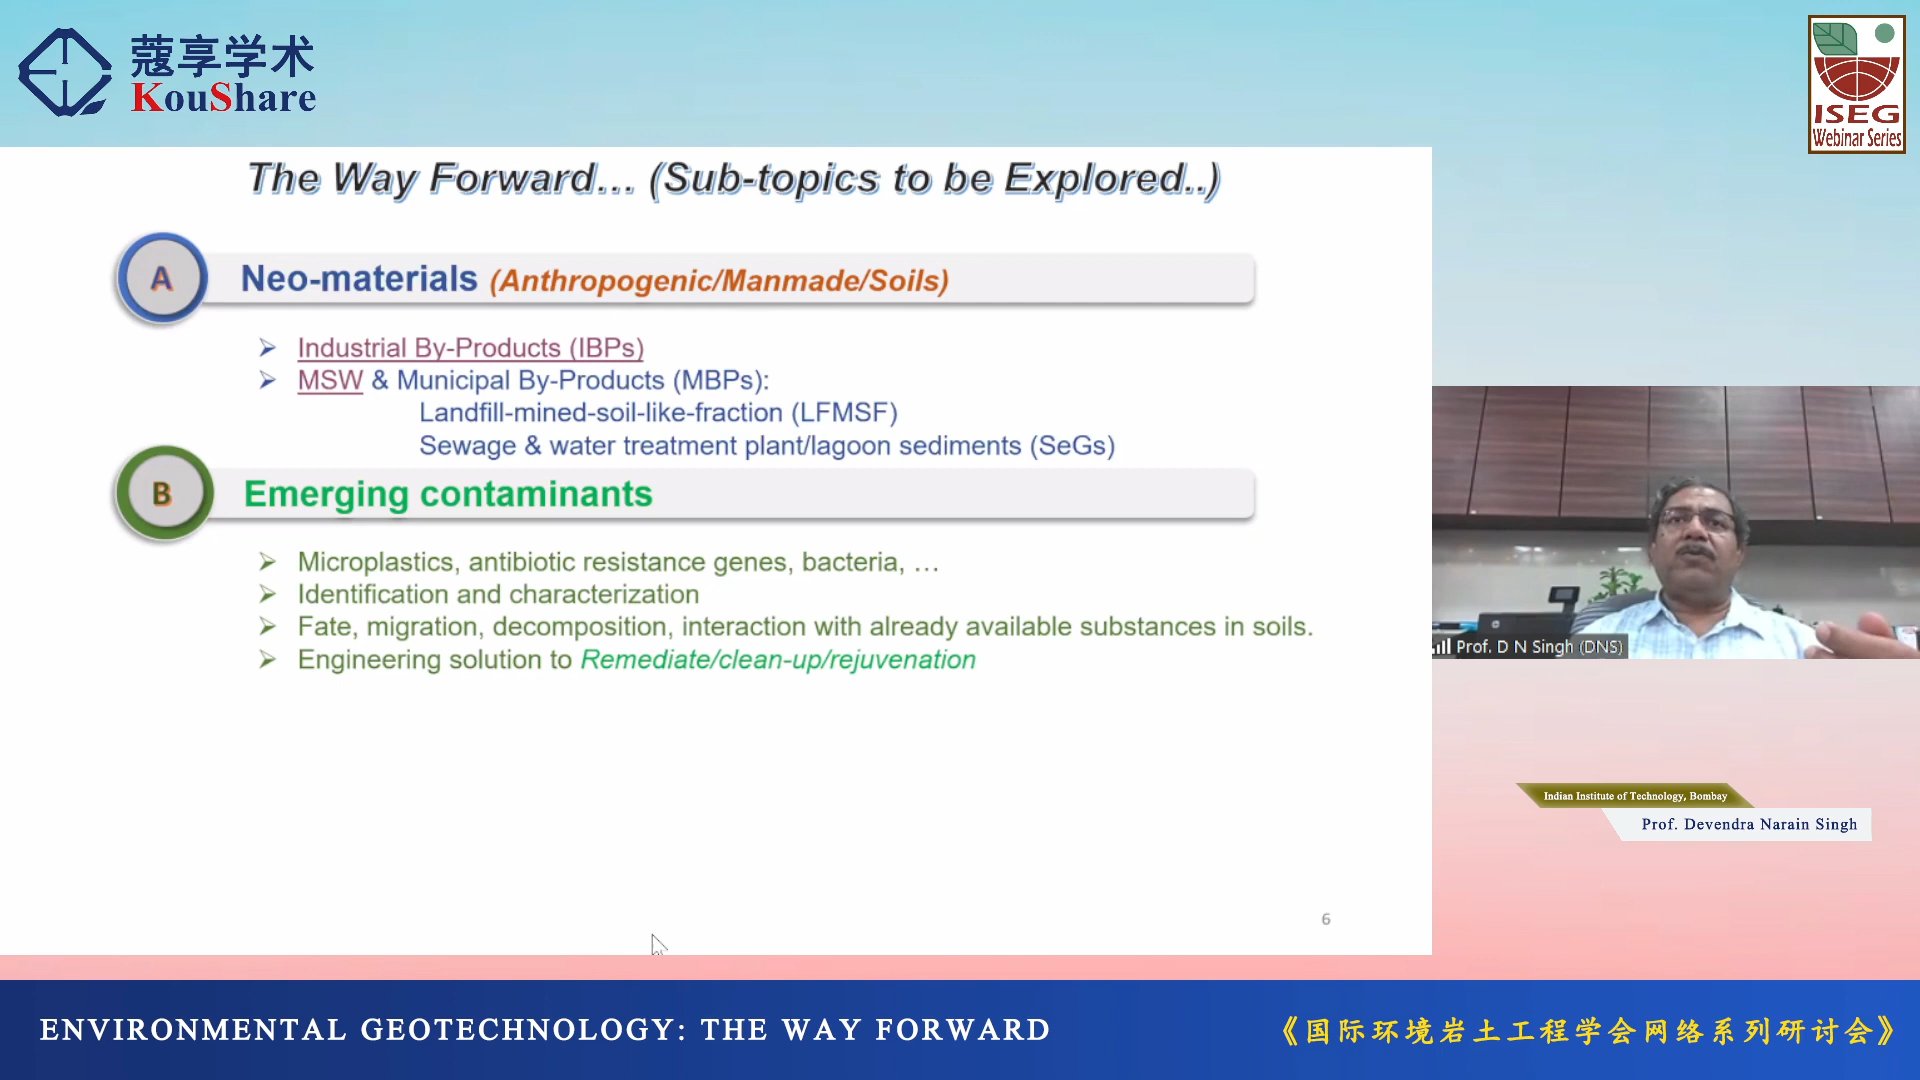 蔻享学术
KouShare
ISEG
Webinar Series
The Way Forward... (Sub-topics to be Explored..)
A
Neo-materials (Anthropogenic/Manmade/Soils)
Industrial By-Products (IBPs)
MSW & Municipal By-Products (MBPs):
Landfill-mined-soil-like-fraction (LFMSF)
Sewage & water treatment plant/lagoon sediments (SeGs)
B
Emerging contaminants
Microplastics, antibiotic resistance genes, bacteria, …
Identification and characterization
Fate, migration, decomposition, interaction with already available substances in soils.
Engineering solution to Remediate/clean-up/rejuvenation
6
Prof. D N Singh (DNS)
Indian Institute of Technology, Bombay
Prof. Devendra Narain Singh
ENVIRONMENTAL GEOTECHNOLOGY: THE WAY FORWARD
《国际环境岩土工程学会网络系列研讨会》